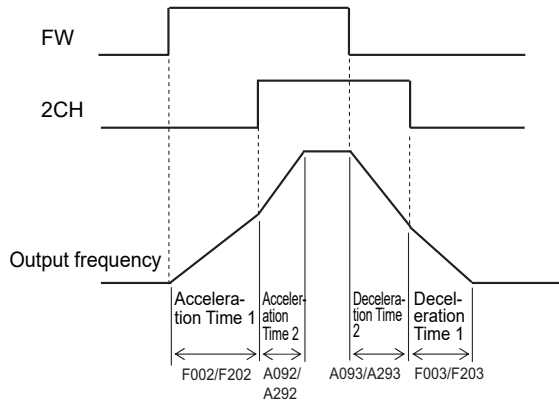 FW
2CH
Output frequency
Accelera-
tion Time 1
Acceler-
ation
Time 2
Decelera-
tion Time
2
Decel-
eration
Time 1
F002/F202
A092/
A292
A093/A293
F003/F203